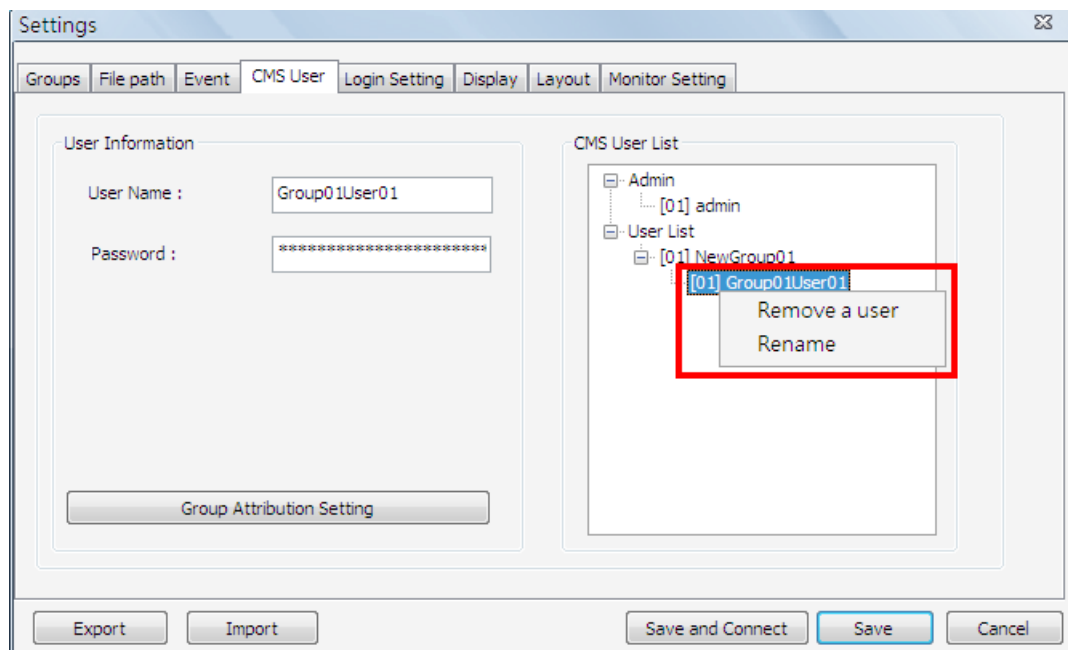 Settings
Groups File path Event CMS User Login Setting Display Layout Monitor Setting
User Information
User Name :
Group01User01
Password :
***********************
Group Attribution Setting
CMS User List
Admin
[01] admin
User List
[01] NewGroup01
[01] Group01User01
Remove a user
Rename
Export Import Save and Connect Save Cancel